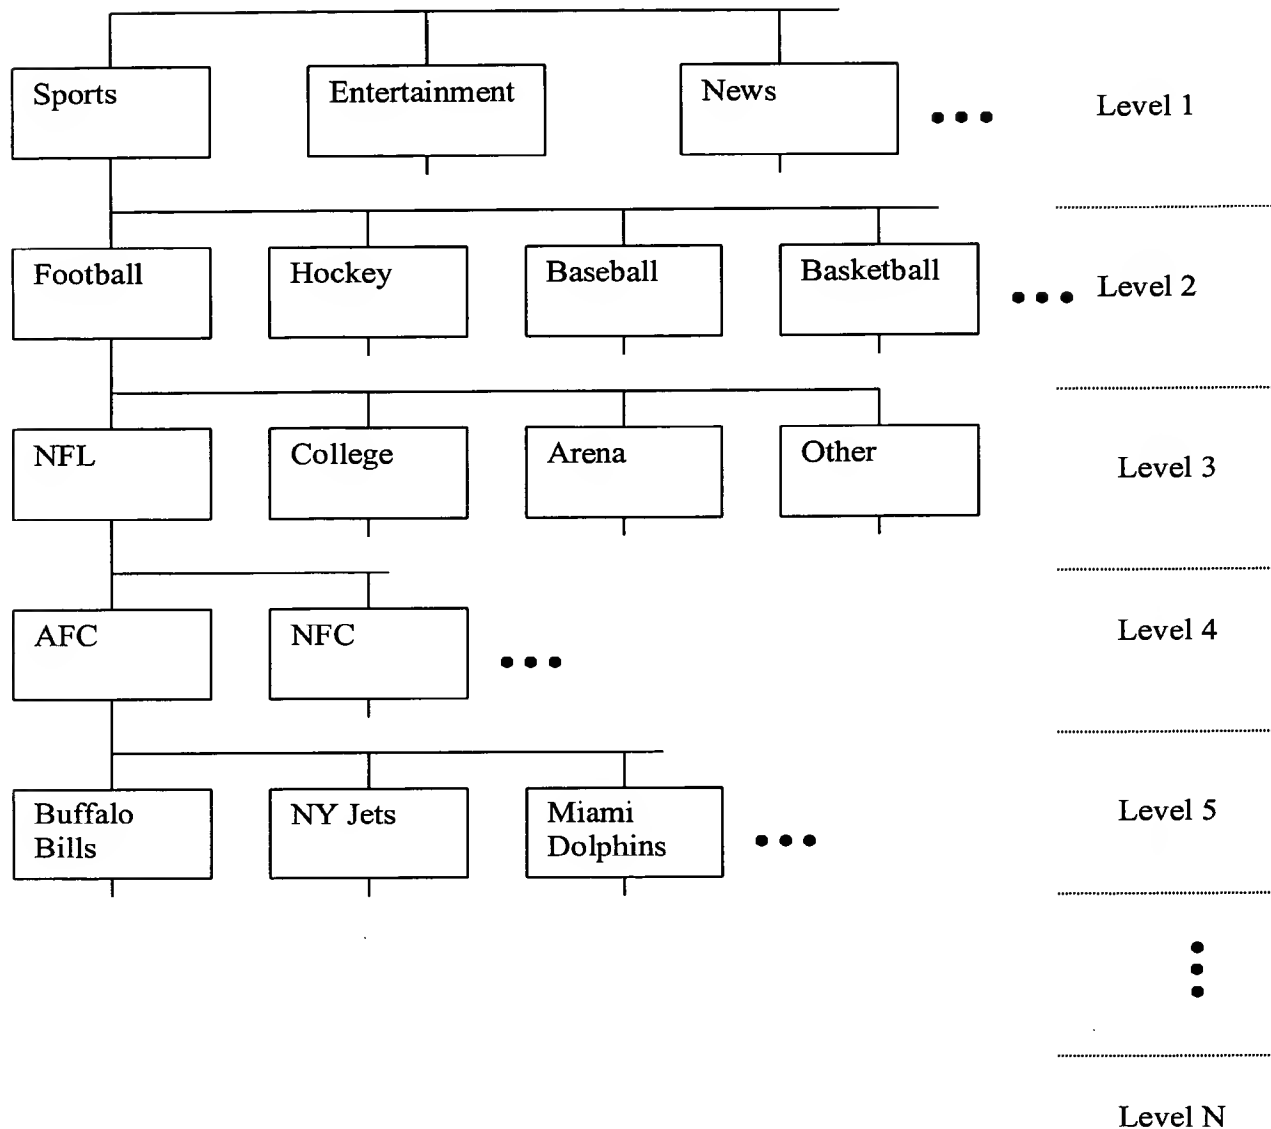 Sports
Entertainment
News
Level 1
Football
Hockey
Baseball
Basketball
Level 2
NFL
College
Arena
Other
Level 3
AFC
NFC
Level 4
Buffalo
Bills
NY Jets
Miami
Dolphins
Level 5
Level N